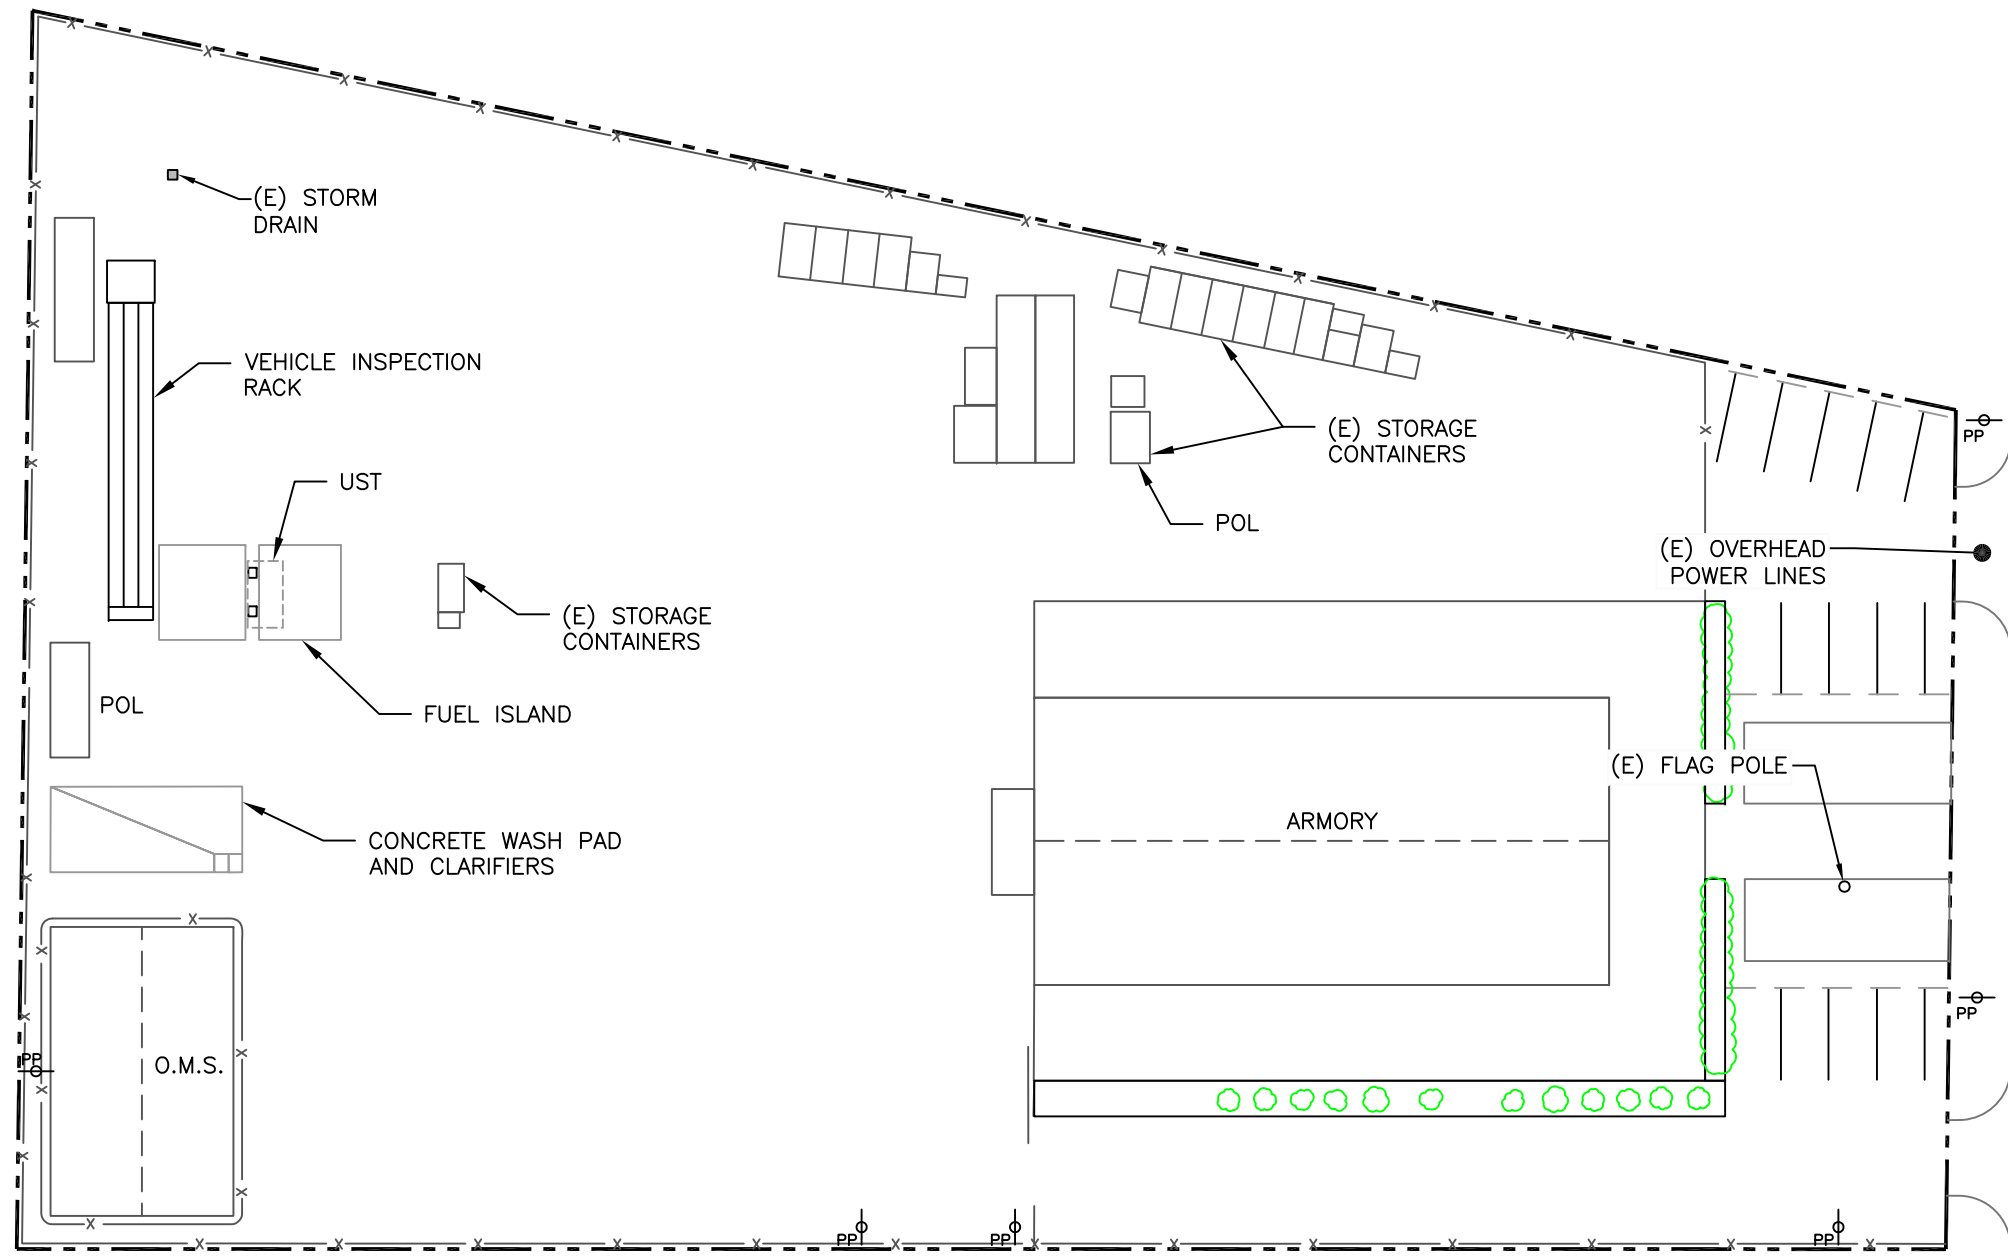 (E) STORM
DRAIN
VEHICLE INSPECTION
RACK
(E) STORAGE
CONTAINERS
PP
UST
POL
(E) OVERHEAD
POWER LINES
(E) STORAGE
CONTAINERS
POL
FUEL ISLAND
(E) FLAG POLE
ARMORY
CONCRETE WASH PAD
AND CLARIFIERS
PP
PP
O.M.S.
PP
PP
PP